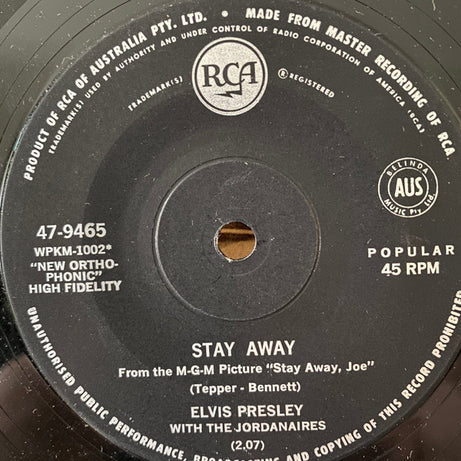 PRODUCT OF RCA OF AUSTRALIA PTY. LTD. • MADE FROM MASTER RECORDING OF RCA
TRADEMARK(S) USED BY AUTHORITY AND UNDER CONTROL OF RADIO CORPORATION OF AMERICA (RCA)
RCA
TRADEMARK(S) ® REGISTERED
BELINDA
AUS
MUSIC Pty Ltd
47-9465
WPKM-1002*
"NEW ORTHO-
PHONIC"
HIGH FIDELITY
POPULAR
45 RPM
STAY AWAY
From the M-G-M Picture "Stay Away, Joe"
(Tepper - Bennett)
ELVIS PRESLEY
WITH THE JORDANAIRES
(2.07)
UNAUTHORISED PUBLIC PERFORMANCE, BROADCASTING AND COPYING OF THIS RECORD